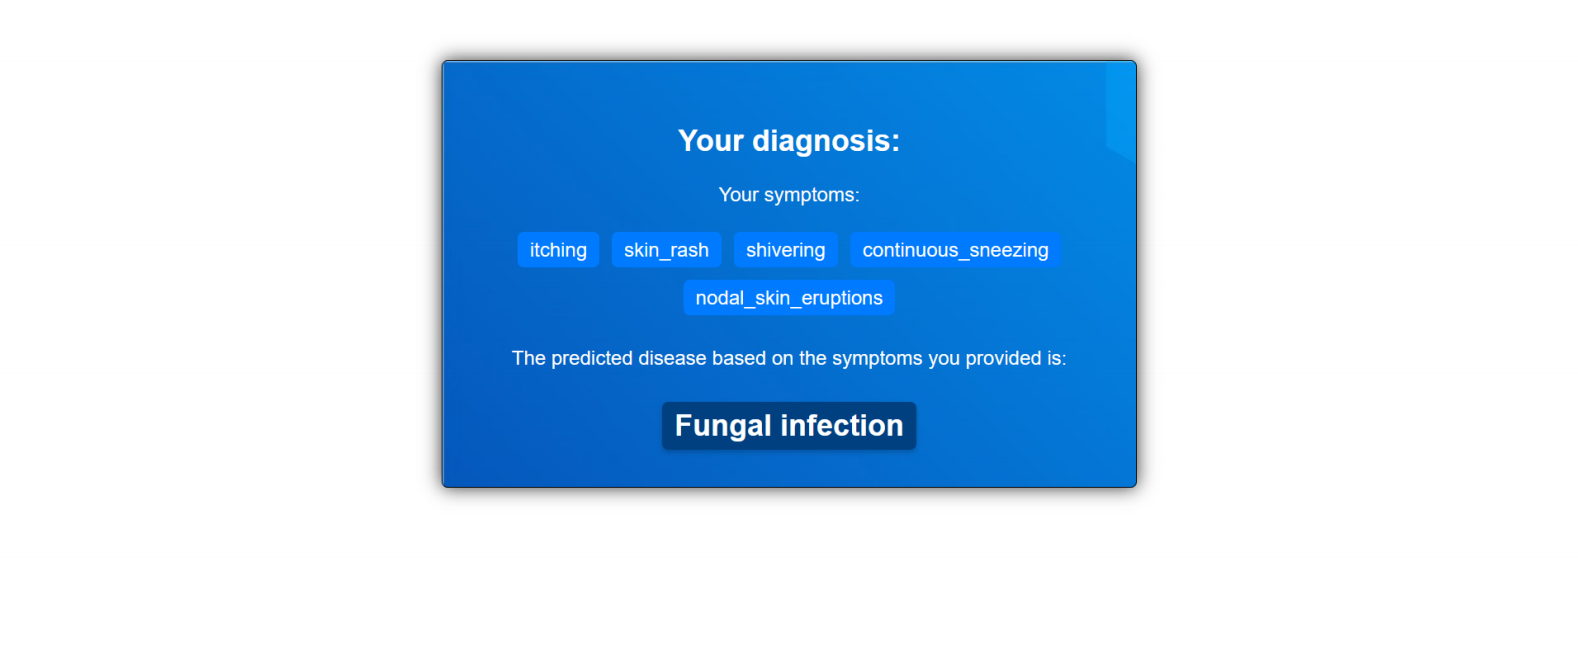 Your diagnosis:
Your symptoms:
itching skin_rash shivering continuous_sneezing
nodal_skin_eruptions
The predicted disease based on the symptoms you provided is:
Fungal infection